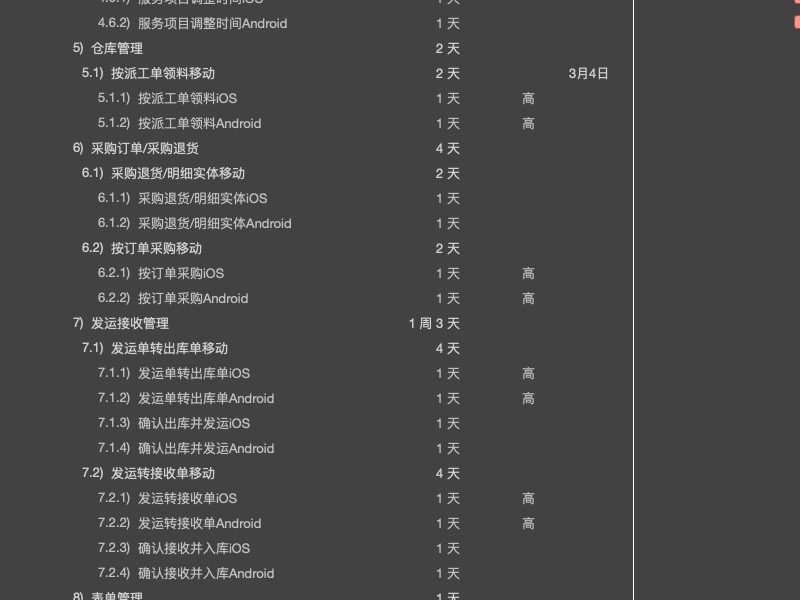 4.6.1) 服务项目调整时间iOS 1 天
4.6.2) 服务项目调整时间Android 1 天
5) 仓库管理 2 天
5.1) 按派工单领料移动 2 天 3月4日
5.1.1) 按派工单领料iOS 1 天 高
5.1.2) 按派工单领料Android 1 天 高
6) 采购订单/采购退货 4 天
6.1) 采购退货/明细实体移动 2 天
6.1.1) 采购退货/明细实体iOS 1 天
6.1.2) 采购退货/明细实体Android 1 天
6.2) 按订单采购移动 2 天
6.2.1) 按订单采购iOS 1 天 高
6.2.2) 按订单采购Android 1 天 高
7) 发运接收管理 1 周 3 天
7.1) 发运单转出库单移动 4 天
7.1.1) 发运单转出库单iOS 1 天 高
7.1.2) 发运单转出库单Android 1 天 高
7.1.3) 确认出库并发运iOS 1 天
7.1.4) 确认出库并发运Android 1 天
7.2) 发运转接收单移动 4 天
7.2.1) 发运转接收单iOS 1 天 高
7.2.2) 发运转接收单Android 1 天 高
7.2.3) 确认接收并入库iOS 1 天
7.2.4) 确认接收并入库Android 1 天
8) 表单管理 1 天